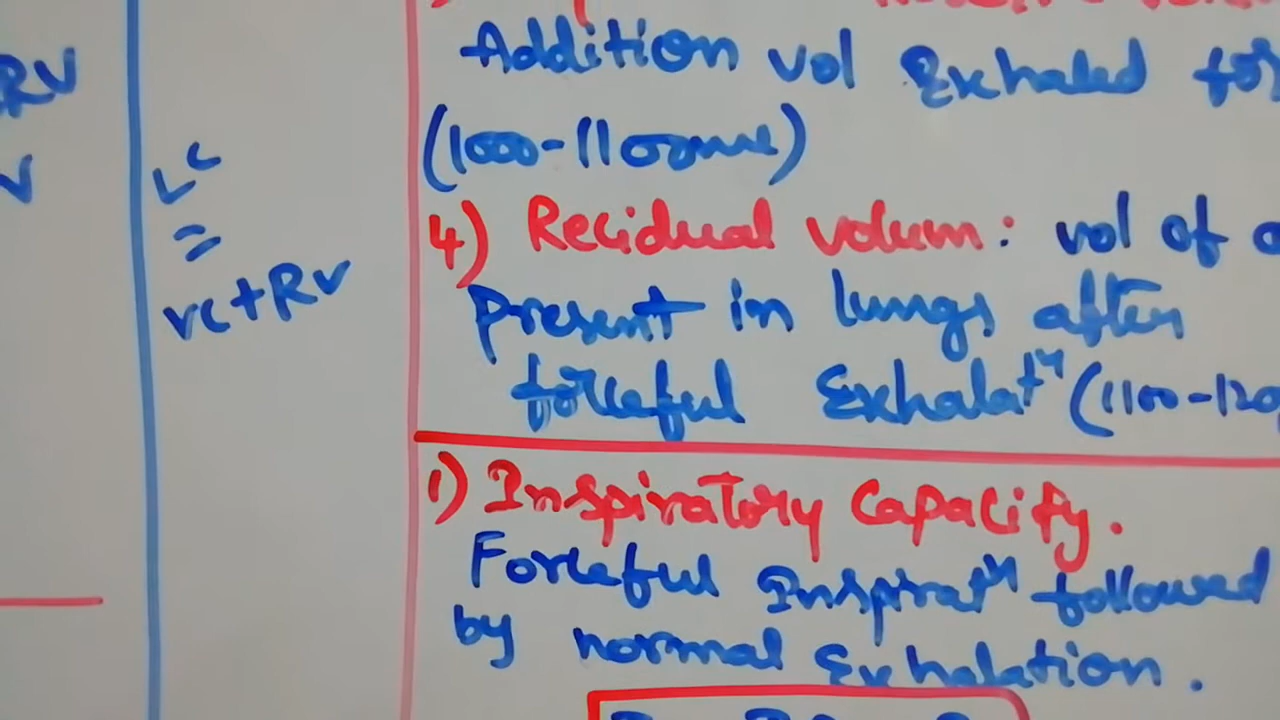 RV
V
LC
=
VC+RV
Addition vol Exhaled for
(1000-1100ml)
4) Recidual volum: vol of
present in lungs after
forceful Exhalatⁿ (1100-120
1) Inspiratory Capacity.
Forceful Inspiratⁿ followed
by normal Exhalation.